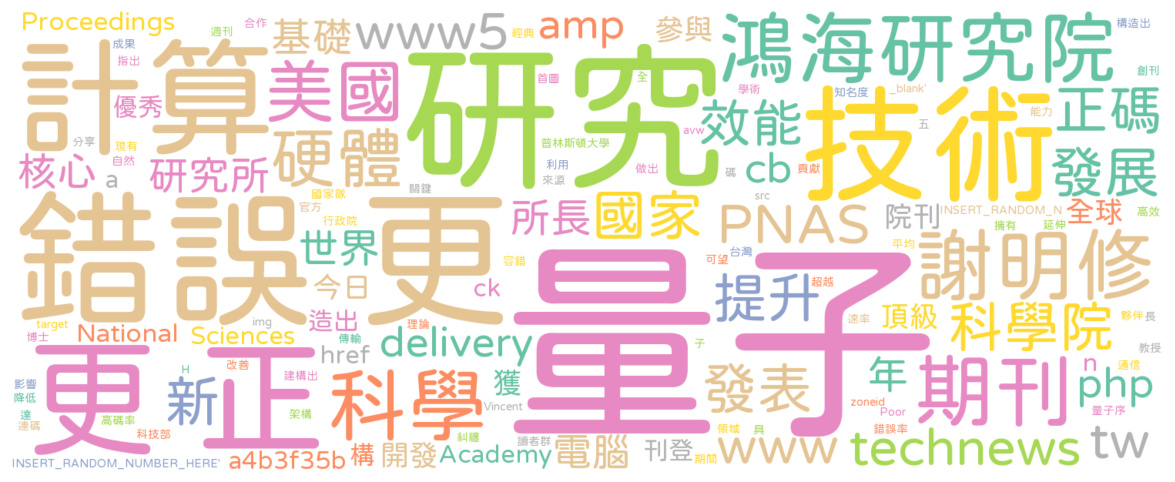 Proceedings
週刊
合作
經典
成果
指出
計算
優秀
基礎
www5
amp
首圖
全
參與
鴻海研究院
構造出
創刊
美國
研究
學術
知名度
_blank'
技術
正碼
能力
五
分享
現有
自然
核心
a
研究所
硬體
普林斯頓大學
利用
來源
做出
avw
效能
碼
cb
貢獻
src
發展
國家隊
官方
關鍵
錯誤
更
行政院
世界
所長
國家
PNAS
院刊
INSERT_RANDOM_N
全球
高效
擁有
延伸
今日
容錯
ck
可望
台灣
平均
謝明修
target
博士
National
img
Sciences
造出
傳輸
理論
量子
提升
超越
速率
頂級
科學院
夥伴
長
教授
更正
改善
H
建構出
href
delivery
子
通信
影響
降低
達
達碼
高碼率
科技部
新
架構
科學
獲
Vincent
發表
年
期刊
n
php
zoneid
Poor
量子序
糾纏
讀者群
領域
具
錯誤率
INSERT_RANDOM_NUMBER_HERE'
a4b3f35b
構
開發
Academy
電腦
刊登
期間
www
technews
tw